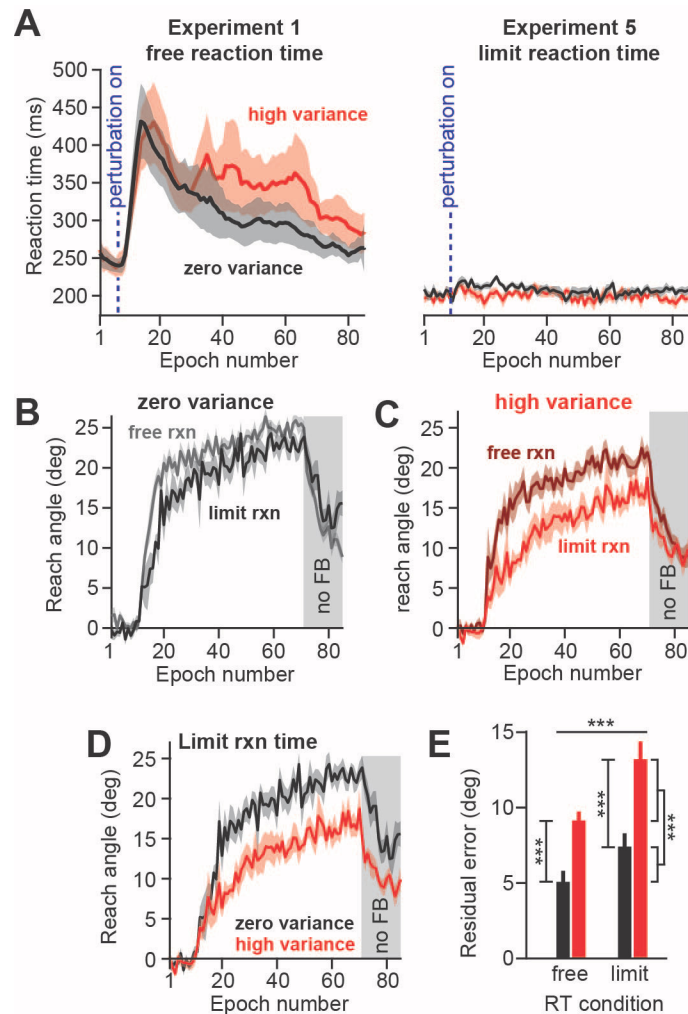 A
Experiment 1
free reaction time
Experiment 5
limit reaction time
500
450
400
350
300
250
200
Reaction time (ms)
perturbation on
high variance
zero variance
1
20
40
60
80
Epoch number
perturbation on
1
20
40
60
80
Epoch number
B
zero variance
25
20
15
10
5
0
Reach angle (deg)
free rxn
limit rxn
no FB
1
20
40
60
80
Epoch number
C
high variance
25
20
15
10
5
0
reach angle (deg)
free rxn
limit rxn
no FB
1
20
40
60
80
Epoch number
D
Limit rxn time
25
20
15
10
5
0
Reach angle (deg)
zero variance
high variance
no FB
1
20
40
60
80
Epoch number
E
15
10
5
0
Residual error (deg)
***
***
***
***
free
limit
RT condition